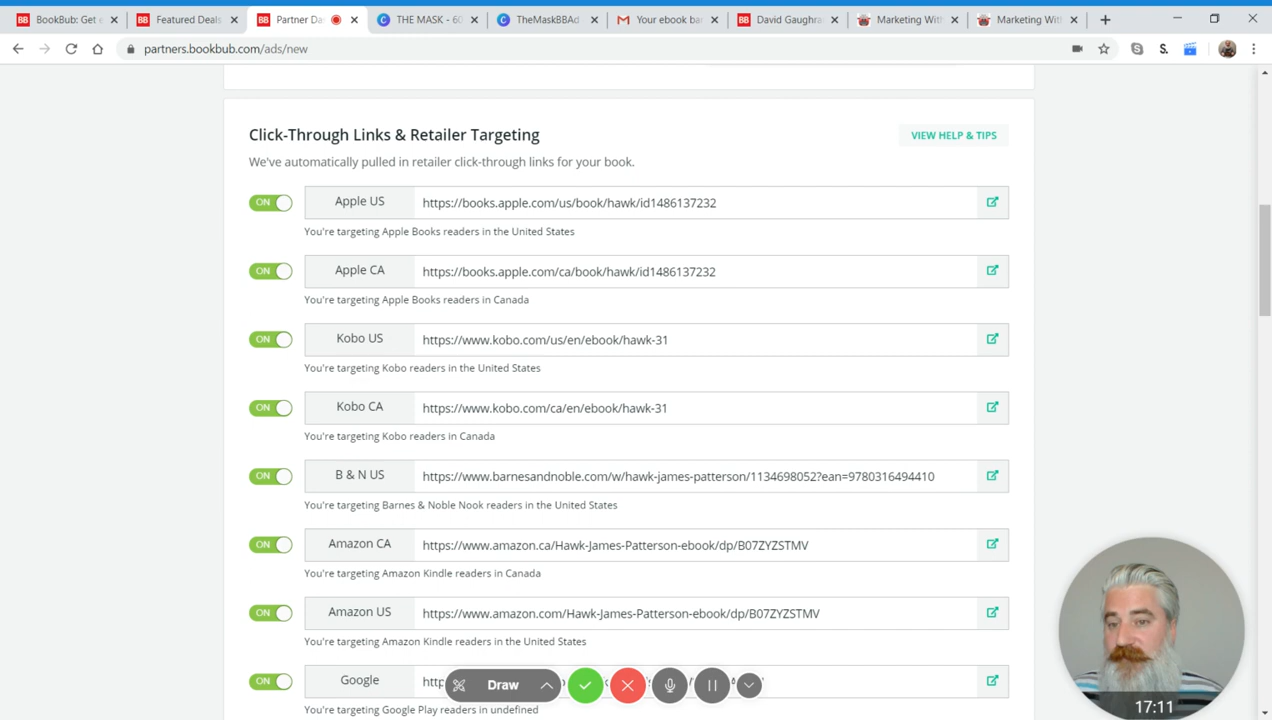 BookBub: Get e
Featured Deals
Partner Da
THE MASK - 60
TheMaskBBAd
Your ebook ba
David Gaughra
Marketing Wit
Marketing Wit
partners.bookbub.com/ads/new
Click-Through Links & Retailer Targeting
VIEW HELP & TIPS
We've automatically pulled in retailer click-through links for your book.
ON Apple US https://books.apple.com/us/book/hawk/id1486137232
You're targeting Apple Books readers in the United States
ON Apple CA https://books.apple.com/ca/book/hawk/id1486137232
You're targeting Apple Books readers in Canada
ON Kobo US https://www.kobo.com/us/en/ebook/hawk-31
You're targeting Kobo readers in the United States
ON Kobo CA https://www.kobo.com/ca/en/ebook/hawk-31
You're targeting Kobo readers in Canada
ON B & N US https://www.barnesandnoble.com/w/hawk-james-patterson/1134698052?ean=9780316494410
You're targeting Barnes & Noble Nook readers in the United States
ON Amazon CA https://www.amazon.ca/Hawk-James-Patterson-ebook/dp/B07ZYZSTMV
You're targeting Amazon Kindle readers in Canada
ON Amazon US https://www.amazon.com/Hawk-James-Patterson-ebook/dp/B07ZYZSTMV
You're targeting Amazon Kindle readers in the United States
ON Google
Draw
You're targeting Google Play readers in undefined
17:11